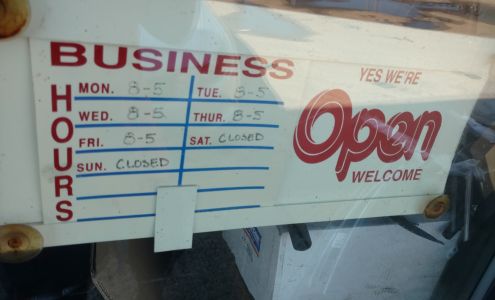 BUSINESS
HOURS
MON. 8-5 TUE. 8-5
WED. 8-5 THUR. 8-5
FRI. 8-5 SAT. CLOSED
SUN. CLOSED
YES WE'RE
Open
WELCOME